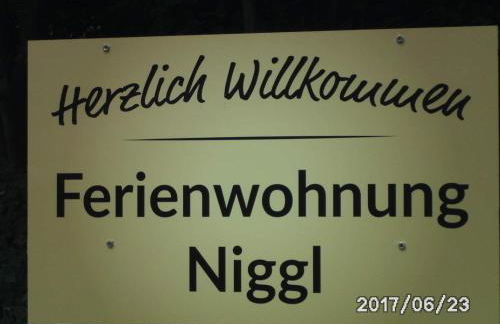 Herzlich Willkommen
Ferienwohnung
Niggl
2017/06/23